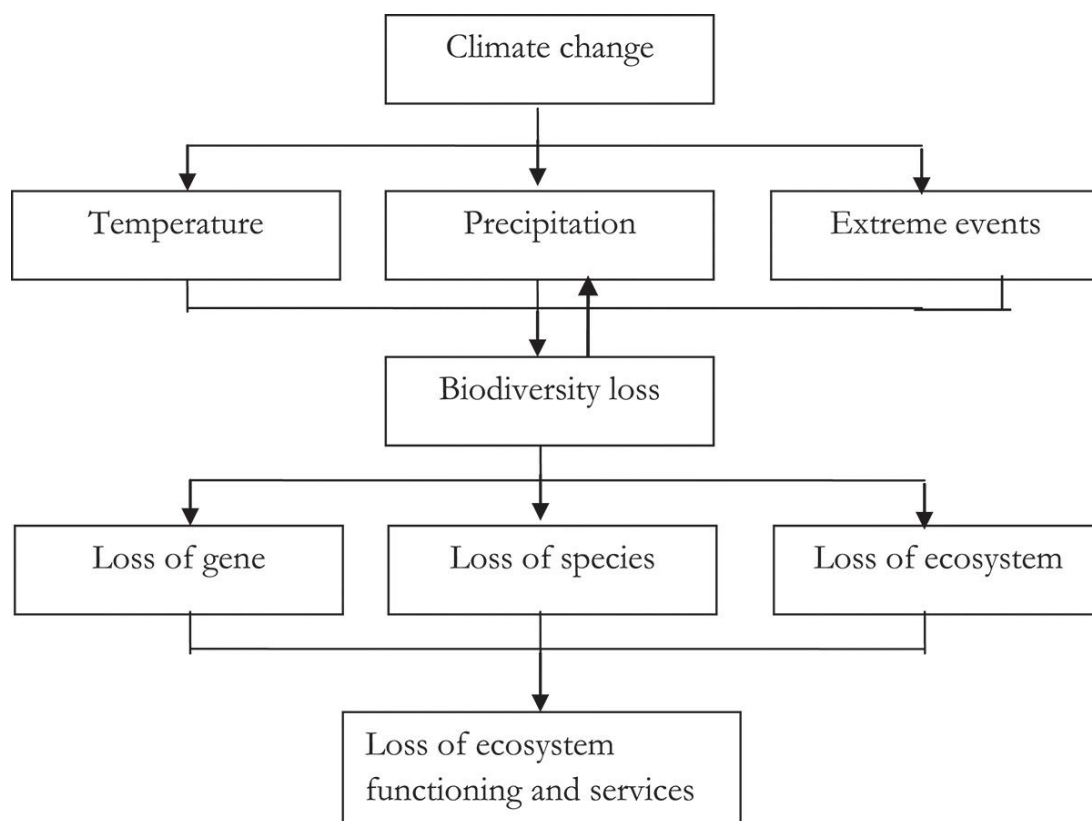 Climate change
Temperature
Precipitation
Extreme events
Biodiversity loss
Loss of gene
Loss of species
Loss of ecosystem
Loss of ecosystem
functioning and services